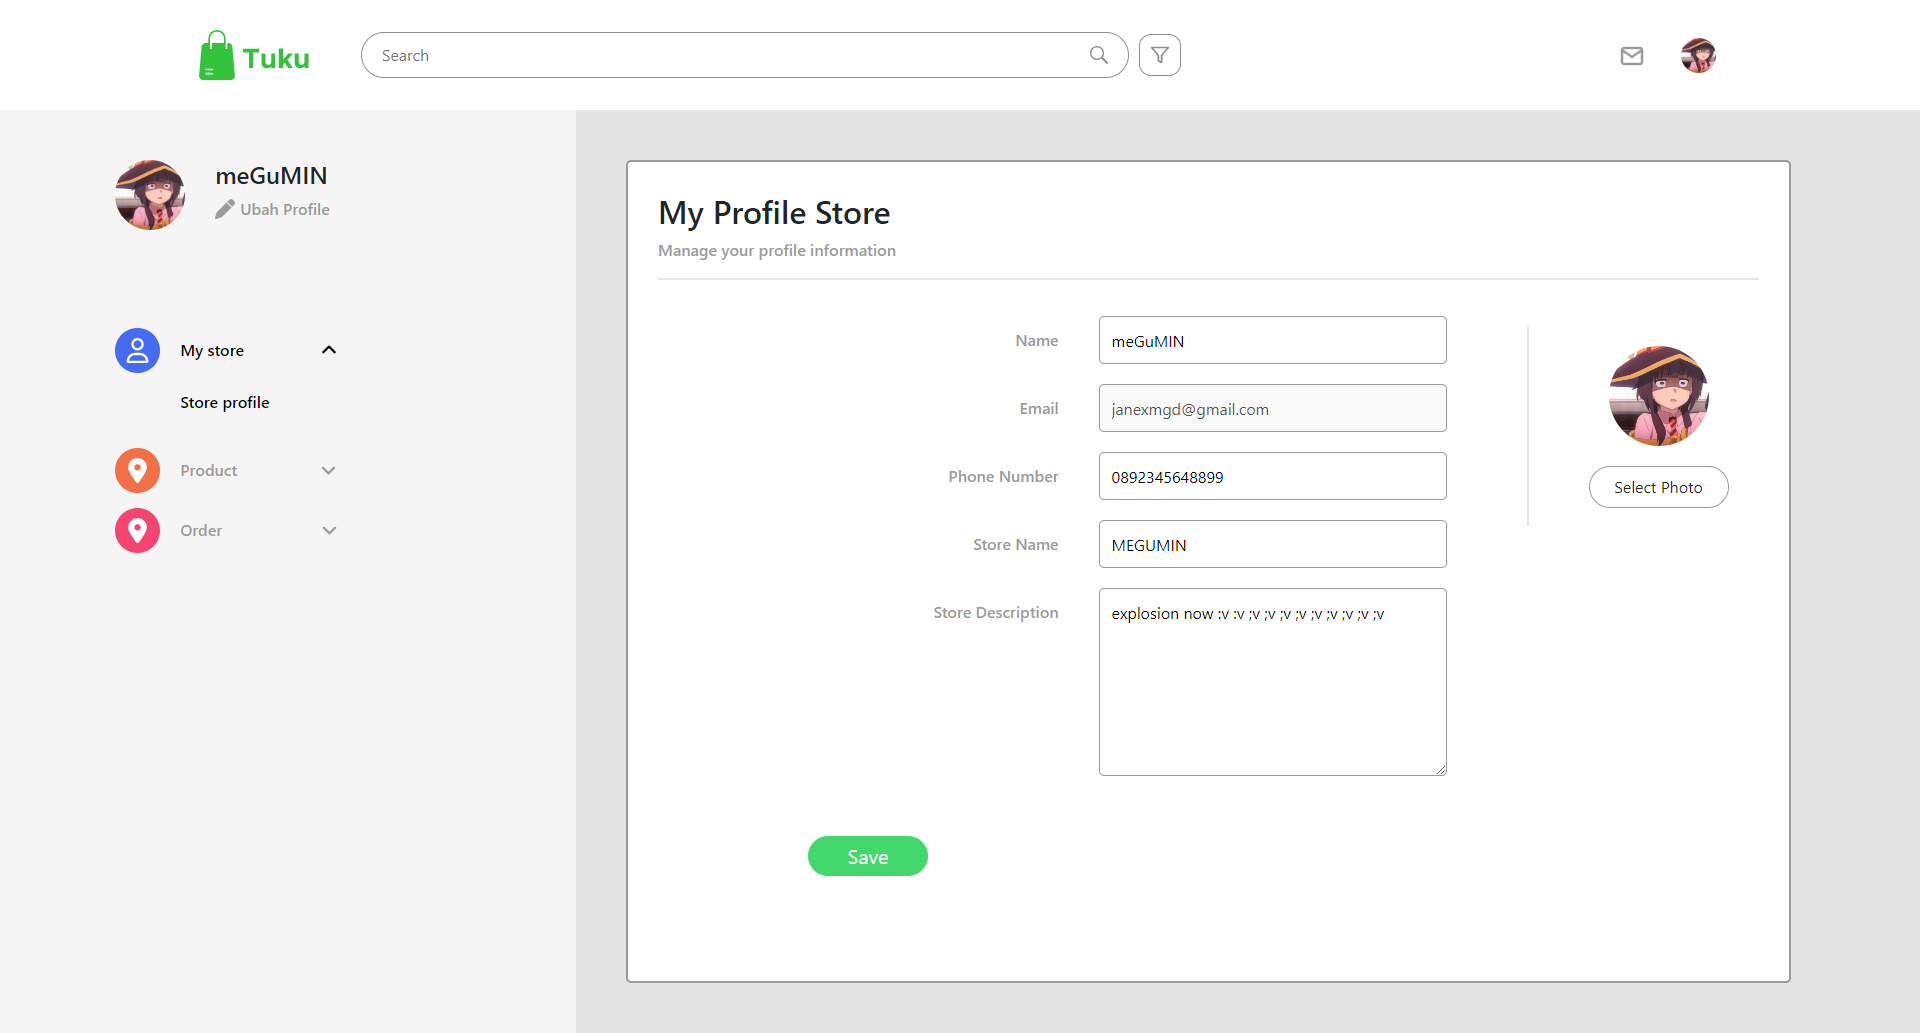 Tuku
Search
meGuMIN
Ubah Profile
My store
Store profile
Product
Order
My Profile Store
Manage your profile information
Name
meGuMIN
Email
janexmgd@gmail.com
Phone Number
0892345648899
Store Name
MEGUMIN
Store Description
explosion now :v :v ;v ;v ;v ;v ;v ;v ;v ;v ;v
Select Photo
Save